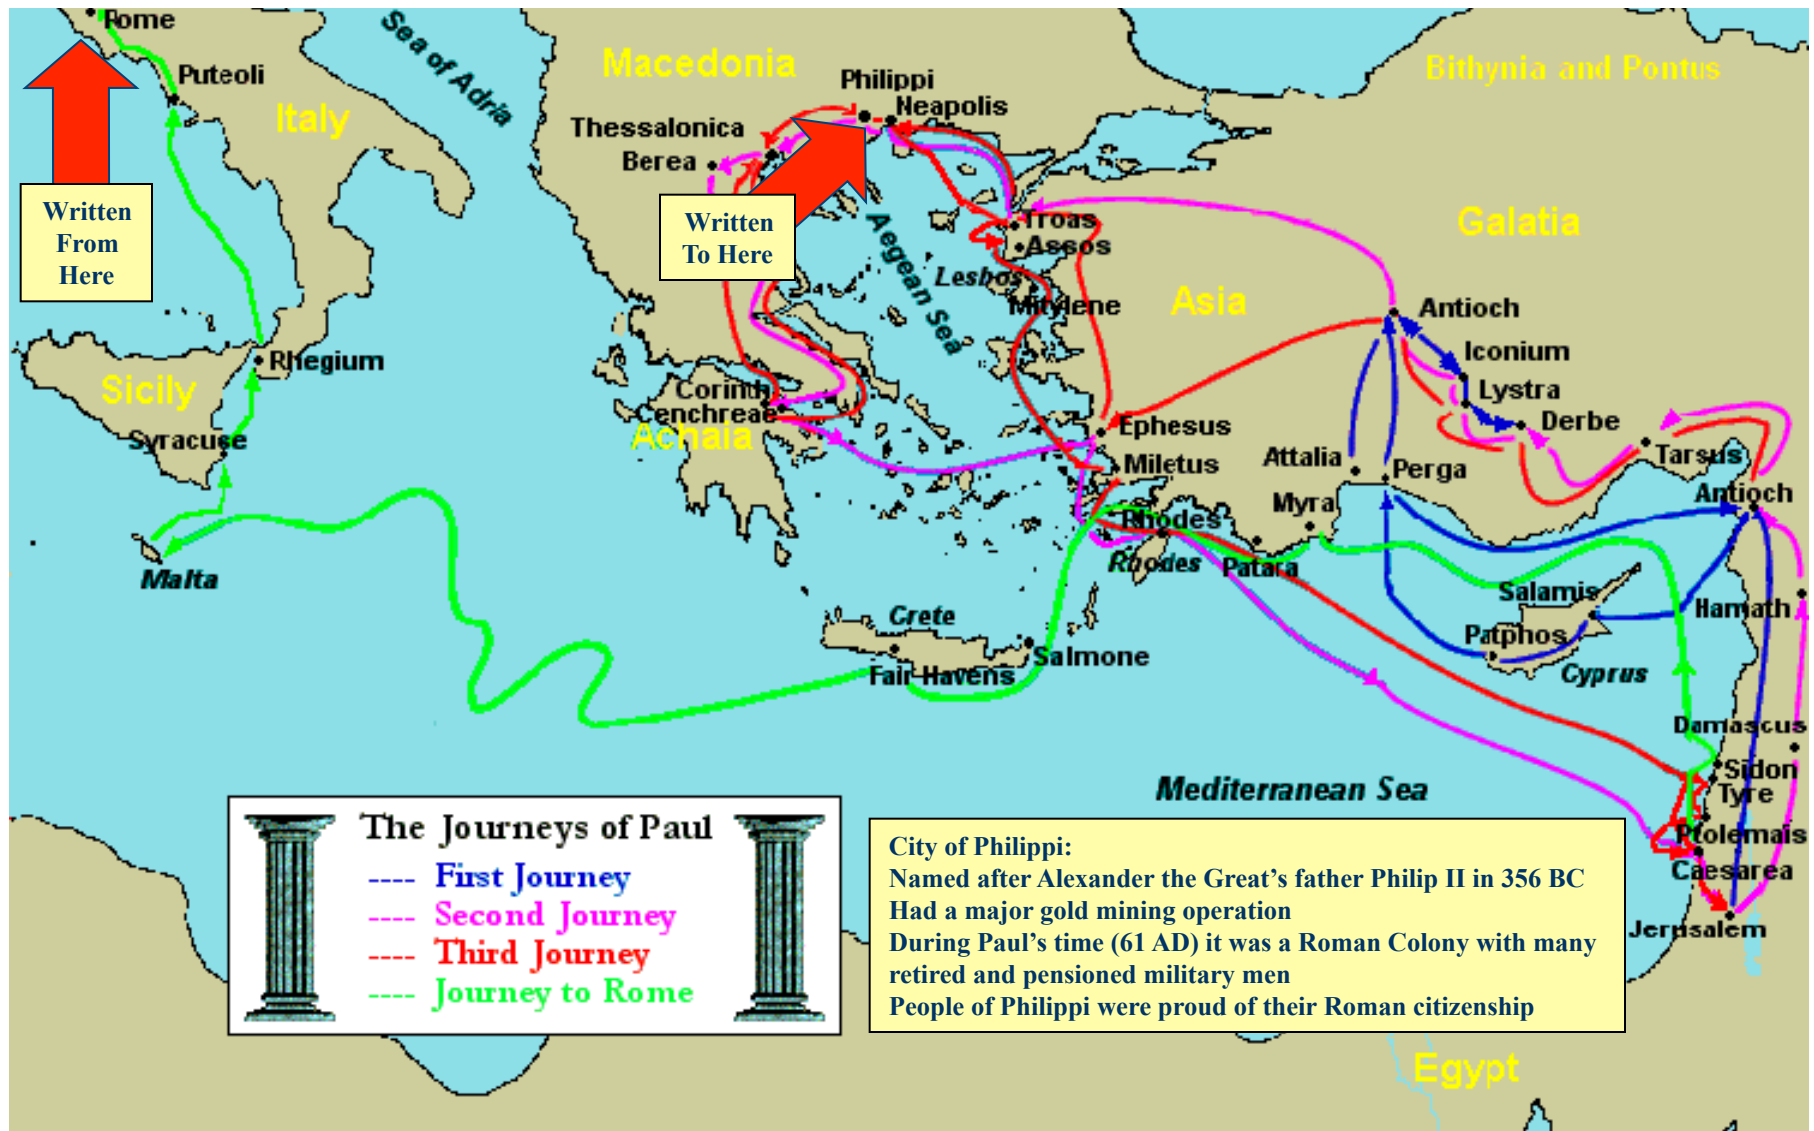 Rome
Puteoli
Italy
Sea of Adria
Macedonia
Philippi
Neapolis
Thessalonica
Berea
Bithynia and Pontus
Written
From
Here
Written
To Here
Aegean Sea
Troas
Assos
Lesbos
Mitylene
Galatia
Asia
Antioch
Iconium
Lystra
Derbe
Rhegium
Sicily
Syracuse
Corinth
Cenchreae
Achaia
Ephesus
Miletus
Attalia
Perga
Tarsus
Antioch
Myra
Rhodes
Rhodes
Patara
Malta
Crete
Salmone
Fair Havens
Salamis
Patphos
Cyprus
Hamath
Damascus
Sidon
Tyre
Ptolemais
Caesarea
Jerusalem
Mediterranean Sea
The Journeys of Paul
---- First Journey
---- Second Journey
---- Third Journey
---- Journey to Rome
City of Philippi:
Named after Alexander the Great’s father Philip II in 356 BC
Had a major gold mining operation
During Paul’s time (61 AD) it was a Roman Colony with many
retired and pensioned military men
People of Philippi were proud of their Roman citizenship
Egypt